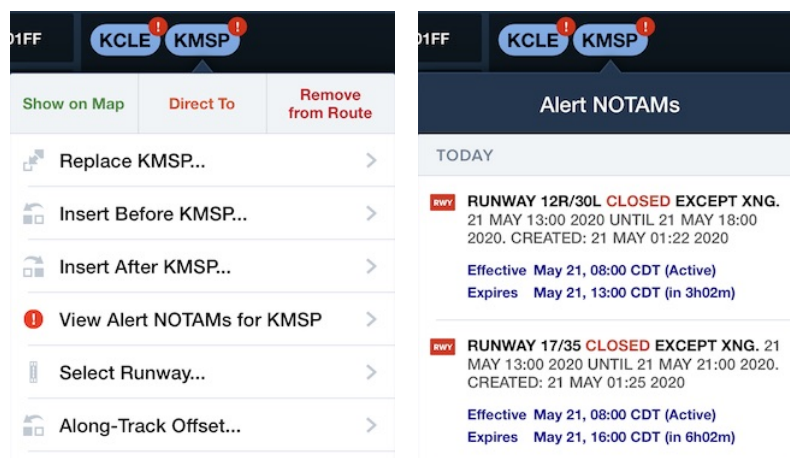 01FF
KCLE ! KMSP !
Show on Map
Direct To
Remove
from Route
Replace KMSP...
Insert Before KMSP...
Insert After KMSP...
! View Alert NOTAMs for KMSP
Select Runway...
Along-Track Offset...
01FF
KCLE ! KMSP !
Alert NOTAMs
TODAY
RWY RUNWAY 12R/30L CLOSED EXCEPT XNG.
21 MAY 13:00 2020 UNTIL 21 MAY 18:00
2020. CREATED: 21 MAY 01:22 2020
Effective May 21, 08:00 CDT (Active)
Expires May 21, 13:00 CDT (in 3h02m)
RWY RUNWAY 17/35 CLOSED EXCEPT XNG. 21
MAY 13:00 2020 UNTIL 21 MAY 21:00 2020.
CREATED: 21 MAY 01:25 2020
Effective May 21, 08:00 CDT (Active)
Expires May 21, 16:00 CDT (in 6h02m)